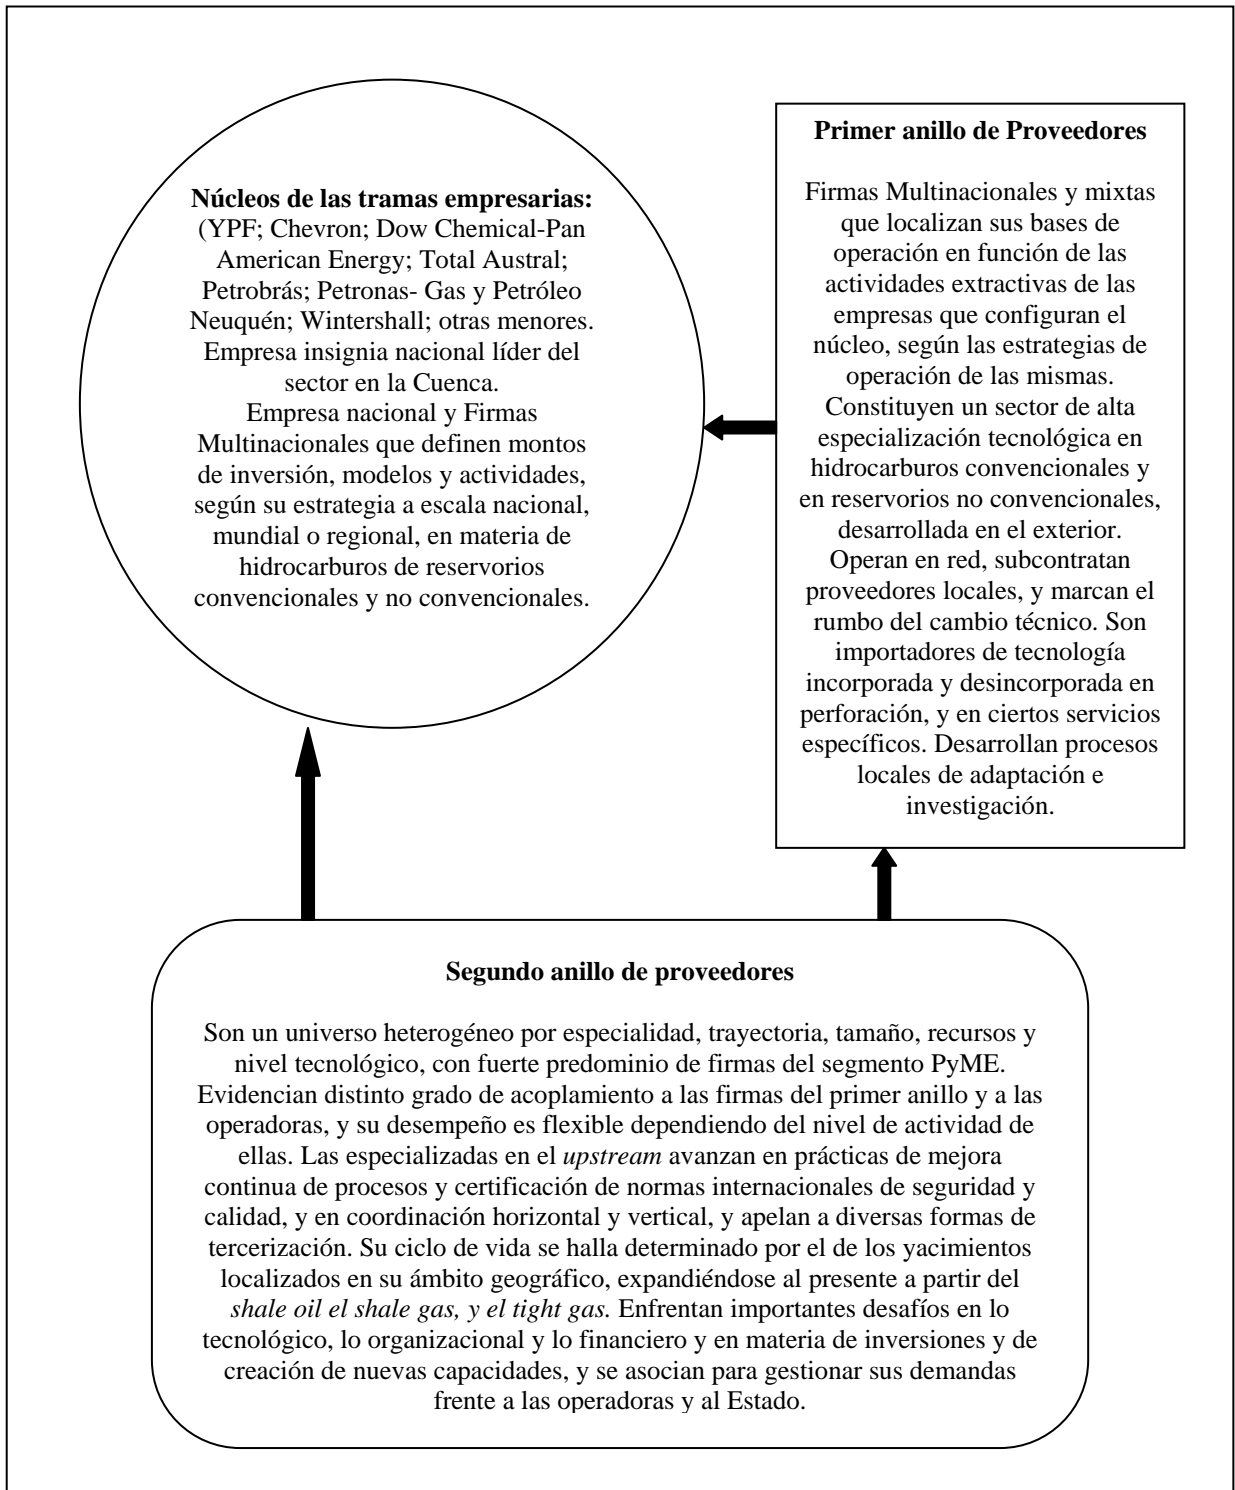 Núcleos de las tramas empresarias:
(YPF; Chevron; Dow Chemical-Pan
American Energy; Total Austral;
Petrobrás; Petronas- Gas y Petróleo
Neuquén; Wintershall; otras menores.
Empresa insignia nacional líder del
sector en la Cuenca.
Empresa nacional y Firmas
Multinacionales que definen montos
de inversión, modelos y actividades,
según su estrategia a escala nacional,
mundial o regional, en materia de
hidrocarburos de reservorios
convencionales y no convencionales.
Primer anillo de Proveedores
Firmas Multinacionales y mixtas
que localizan sus bases de
operación en función de las
actividades extractivas de las
empresas que configuran el
núcleo, según las estrategias de
operación de las mismas.
Constituyen un sector de alta
especialización tecnológica en
hidrocarburos convencionales y
en reservorios no convencionales,
desarrollada en el exterior.
Operan en red, subcontratan
proveedores locales, y marcan el
rumbo del cambio técnico. Son
importadores de tecnología
incorporada y desincorporada en
perforación, y en ciertos servicios
específicos. Desarrollan procesos
locales de adaptación e
investigación.
Segundo anillo de proveedores
Son un universo heterogéneo por especialidad, trayectoria, tamaño, recursos y
nivel tecnológico, con fuerte predominio de firmas del segmento PyME.
Evidencian distinto grado de acoplamiento a las firmas del primer anillo y a las
operadoras, y su desempeño es flexible dependiendo del nivel de actividad de
ellas. Las especializadas en el upstream avanzan en prácticas de mejora
continua de procesos y certificación de normas internacionales de seguridad y
calidad, y en coordinación horizontal y vertical, y apelan a diversas formas de
tercerización. Su ciclo de vida se halla determinado por el de los yacimientos
localizados en su ámbito geográfico, expandiéndose al presente a partir del
shale oil el shale gas, y el tight gas. Enfrentan importantes desafíos en lo
tecnológico, lo organizacional y lo financiero y en materia de inversiones y de
creación de nuevas capacidades, y se asocian para gestionar sus demandas
frente a las operadoras y al Estado.